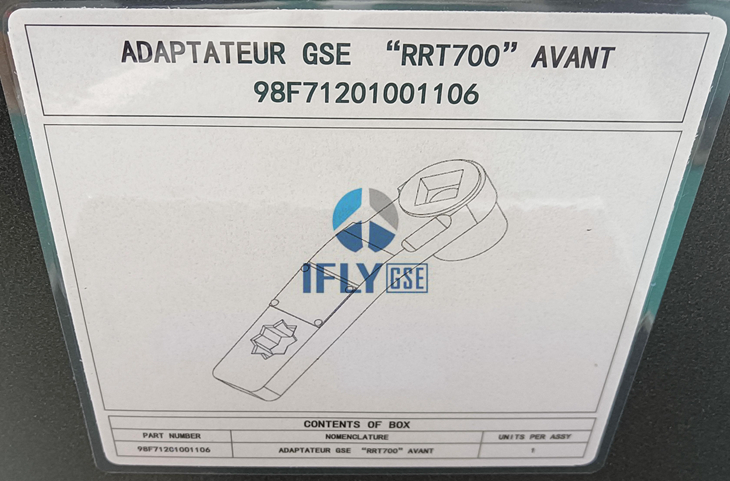 ADAPTATEUR GSE “RRT700” AVANT
98F71201001106
IFLY GSE
CONTENTS OF BOX
PART NUMBER NOMENCLATURE UNITS PER ASSY
98F71201001106 ADAPTATEUR GSE “RRT700” AVANT 1